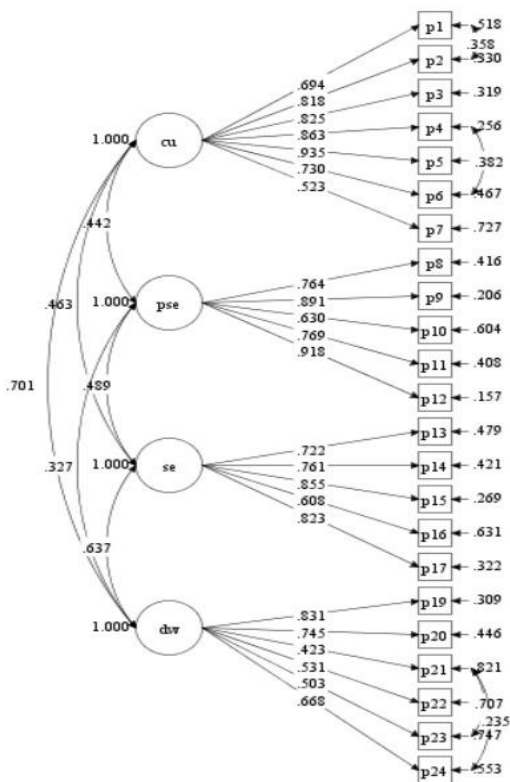 p1 .518
.358
p2 .330
.694
.818
p3 .319
.825
.863 p4 .256
1.000 cu
.935 p5 .382
.730
.523 p6 .467
.442 p7 .727
p8 .416
.764
.463 1.000 pse .891 p9 .206
.630
.769 p10 .604
.918
p11 .408
.701 .489
p12 .157
.722 p13 .479
.327 1.000 se .761 p14 .421
.855
.608 p15 .269
.823
p16 .631
.637
p17 .322
.831 p19 .309
1.000 dw .745 p20 .446
.423
.531 p21 .821
.503
.668 p22 .707
.235
p23 .747
p24 .553